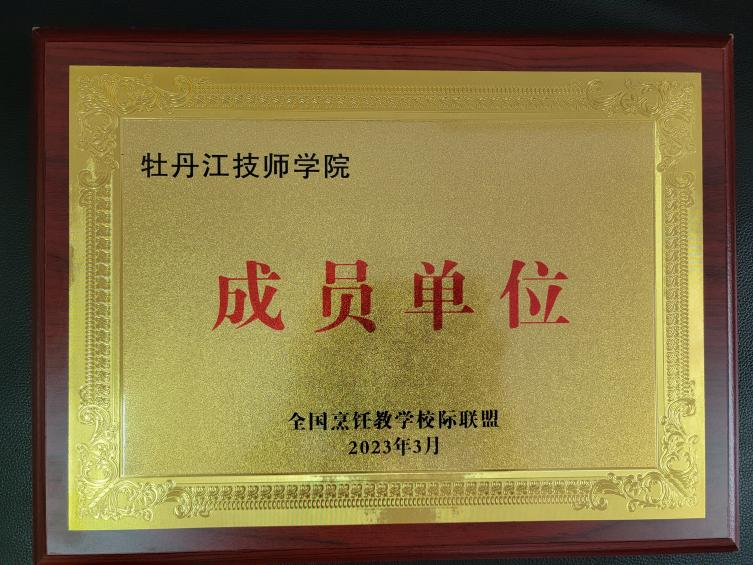 牡丹江技师学院
成员单位
全国烹饪教学校际联盟
2023年3月